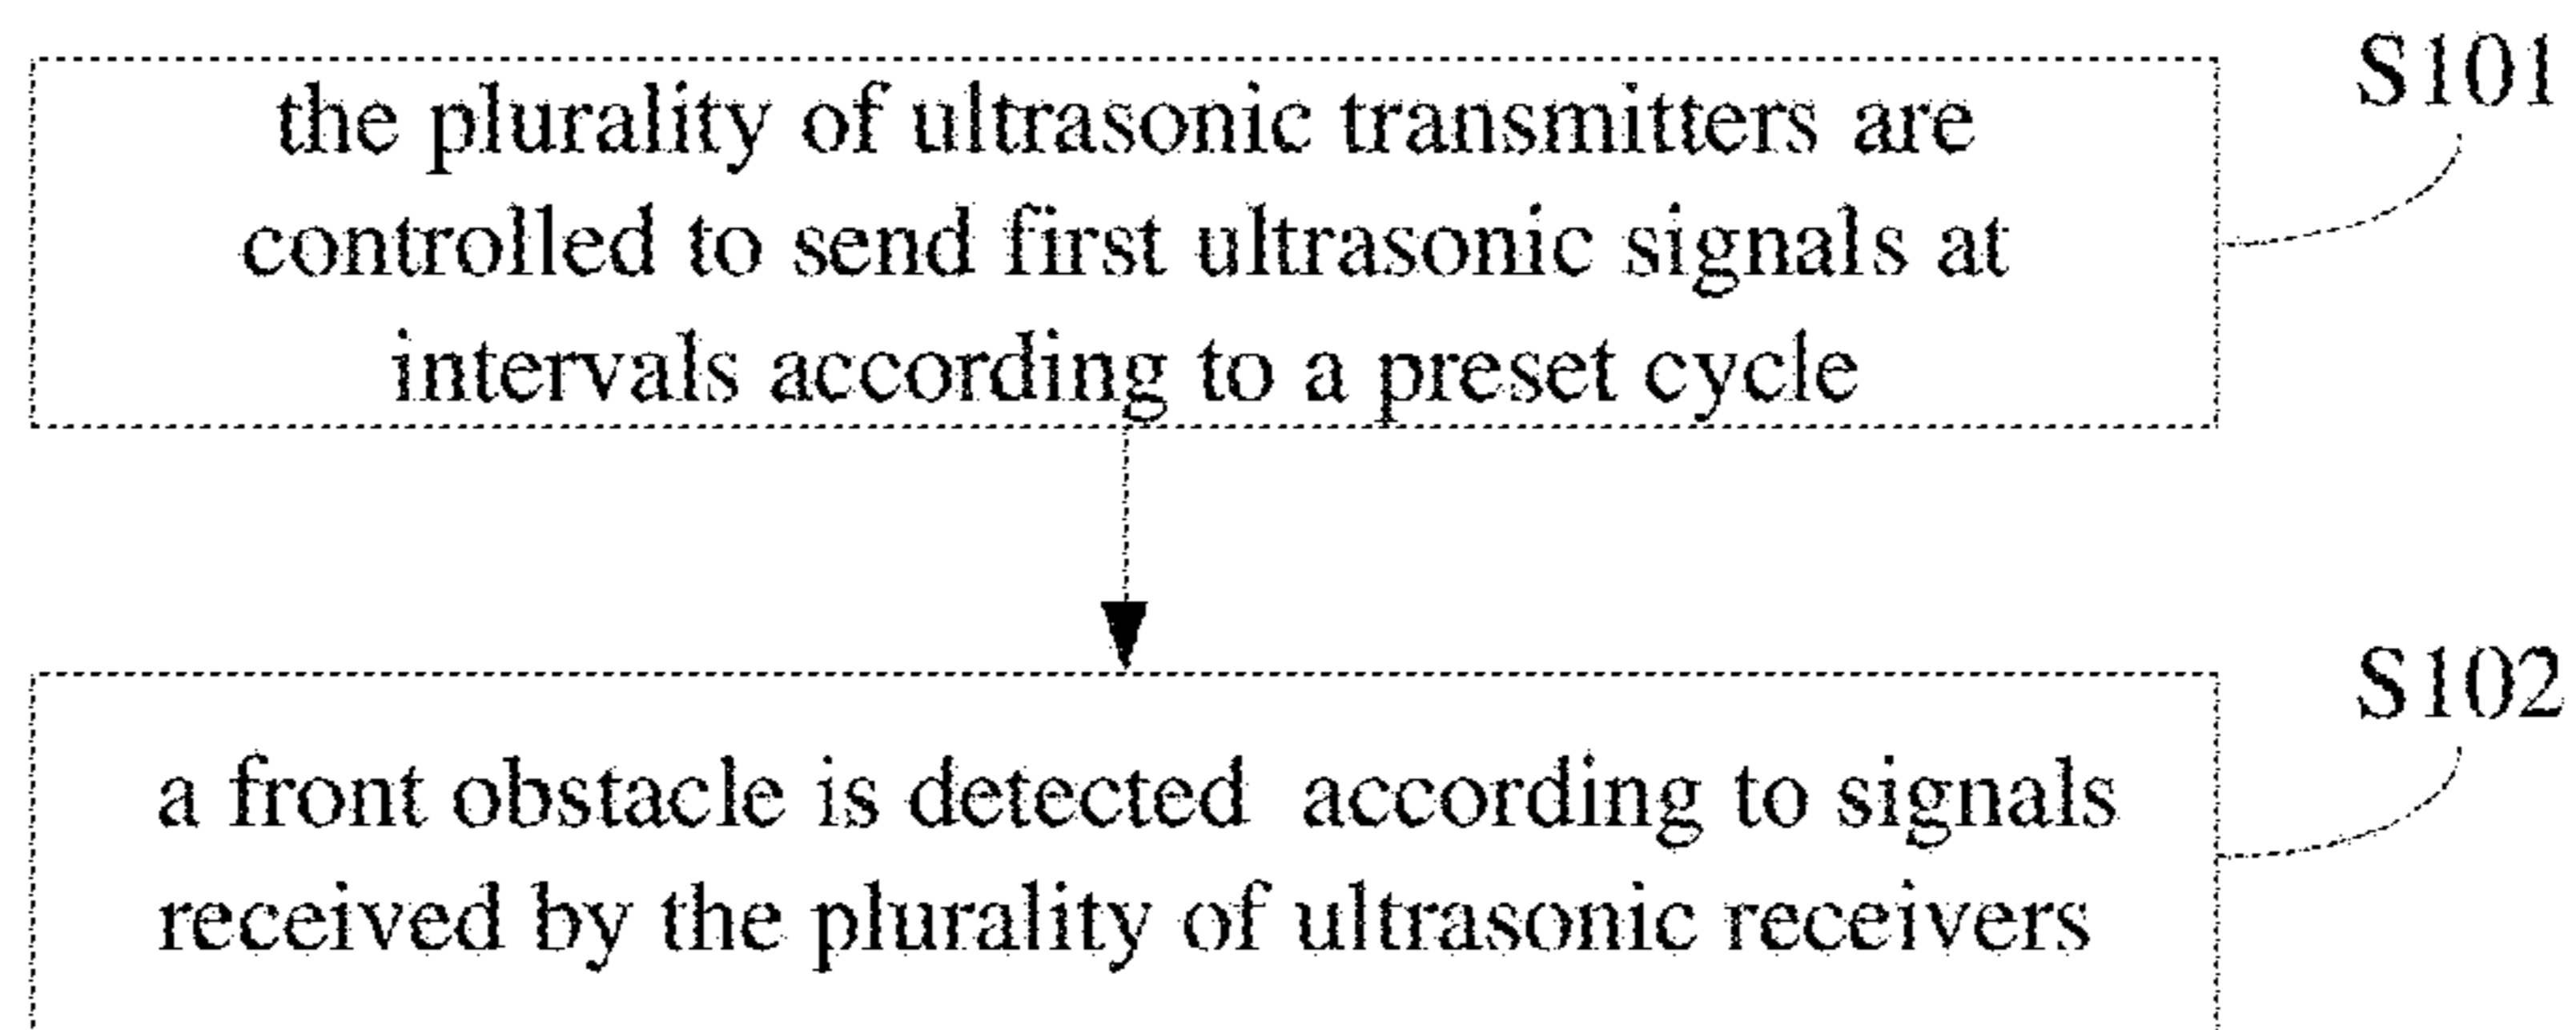 S101
the plurality of ultrasonic transmitters are
controlled to send first ultrasonic signals at
intervals according to a preset cycle
S102
a front obstacle is detected according to signals
received by the plurality of ultrasonic receivers